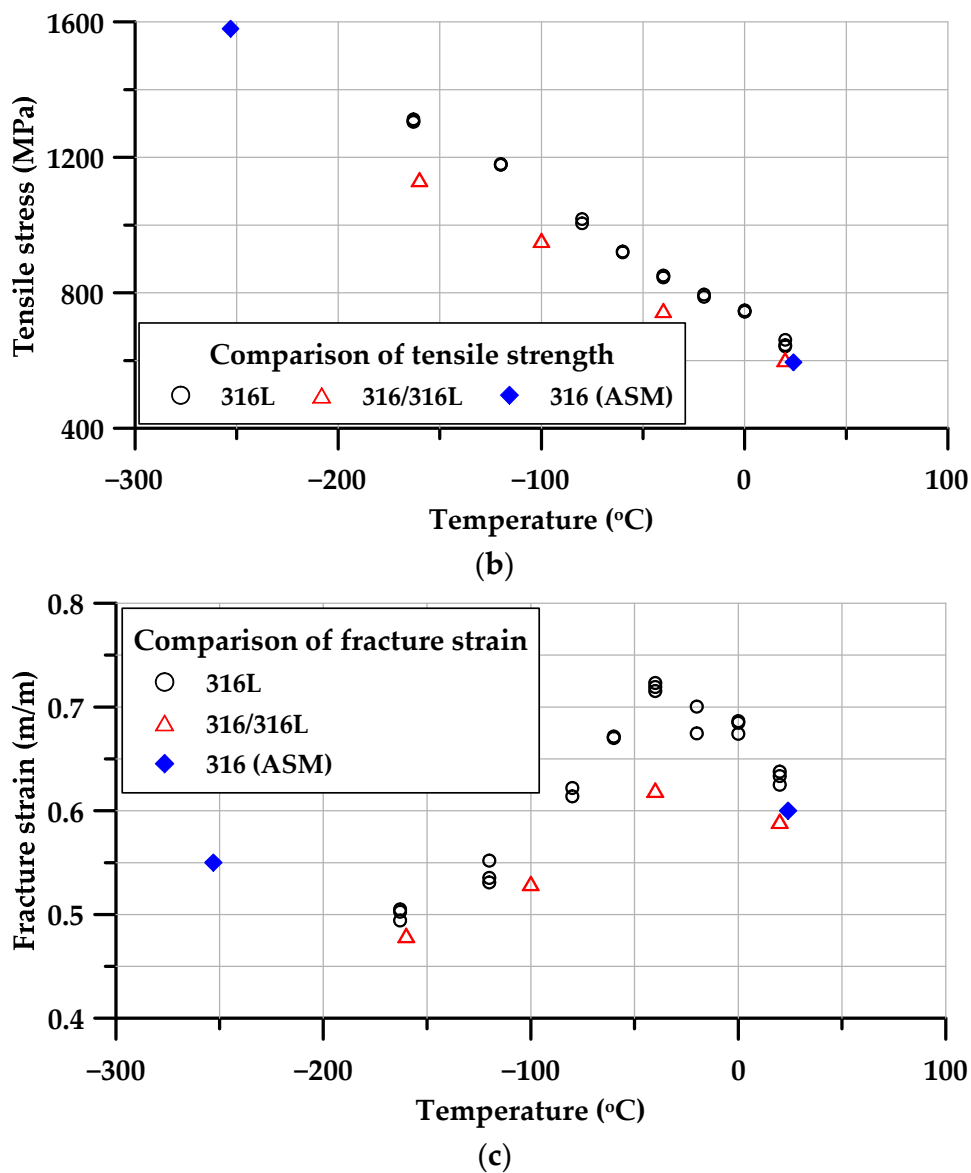 1600
1200
800
400
Tensile stress (MPa)
Comparison of tensile strength
316L 316/316L 316 (ASM)
−300 −200 −100 0 100
Temperature (ºC)
(b)
0.8
0.7
0.6
0.5
0.4
Fracture strain (m/m)
Comparison of fracture strain
316L
316/316L
316 (ASM)
−300 −200 −100 0 100
Temperature (ºC)
(c)